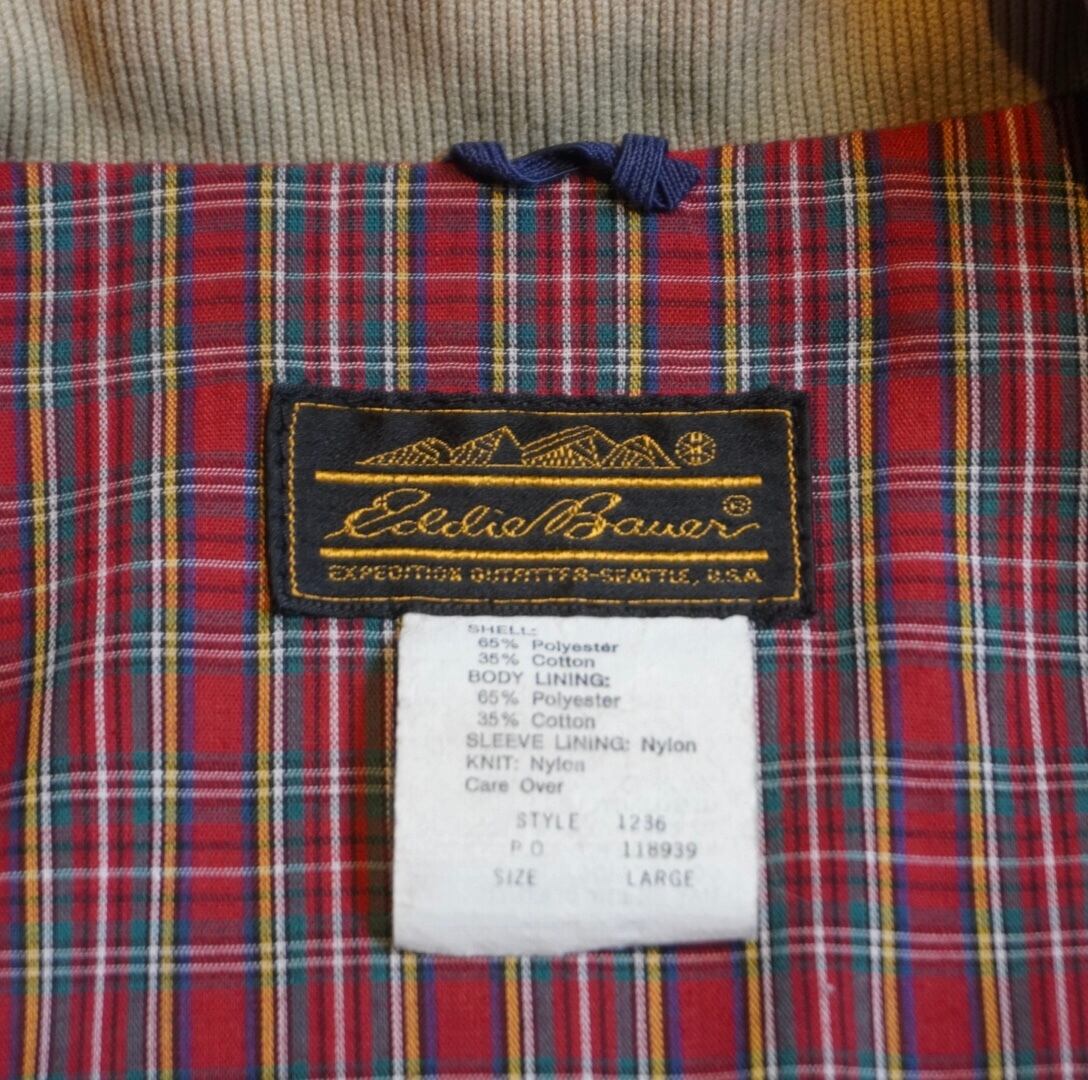 Eddie Bauer®
EXPEDITION OUTFITTER-SEATTLE, U.S.A
SHELL:
65% Polyester
35% Cotton
BODY LINING:
65% Polyester
35% Cotton
SLEEVE LINING: Nylon
KNIT: Nylon
Care Over
STYLE 1236
P O 118939
SIZE LARGE